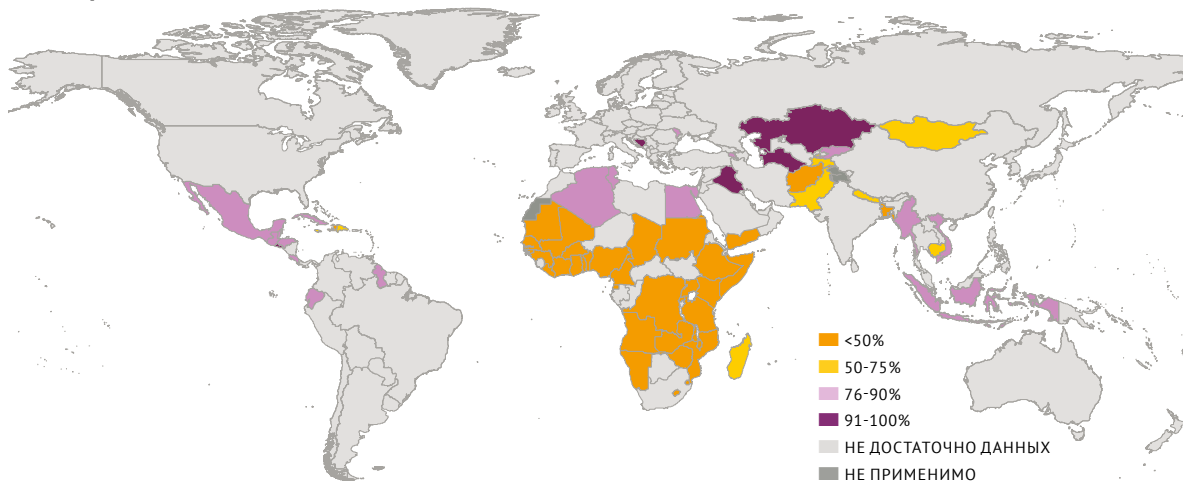 <50%
50-75%
76-90%
91-100%
НЕ ДОСТАТОЧНО ДАННЫХ
НЕ ПРИМЕНИМО